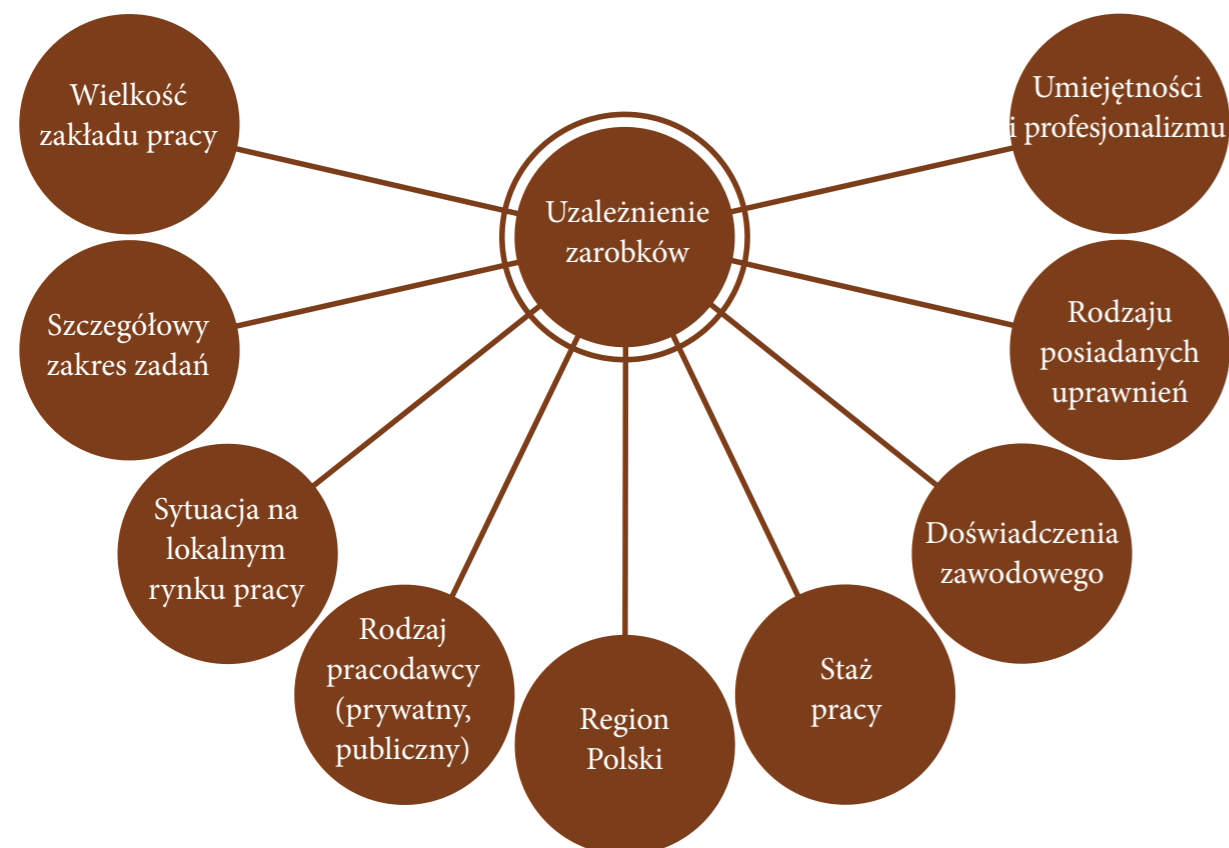 Uzależnienie
zarobków
Wielkość
zakładu pracy
Szczegółowy
zakres zadań
Sytuacja na
lokalnym
rynku pracy
Rodzaj
pracodawcy
(prywatny,
publiczny)
Region
Polski
Staż
pracy
Doświadczenia
zawodowego
Rodzaju
posiadanych
uprawnień
Umiejętności
i profesjonalizmu